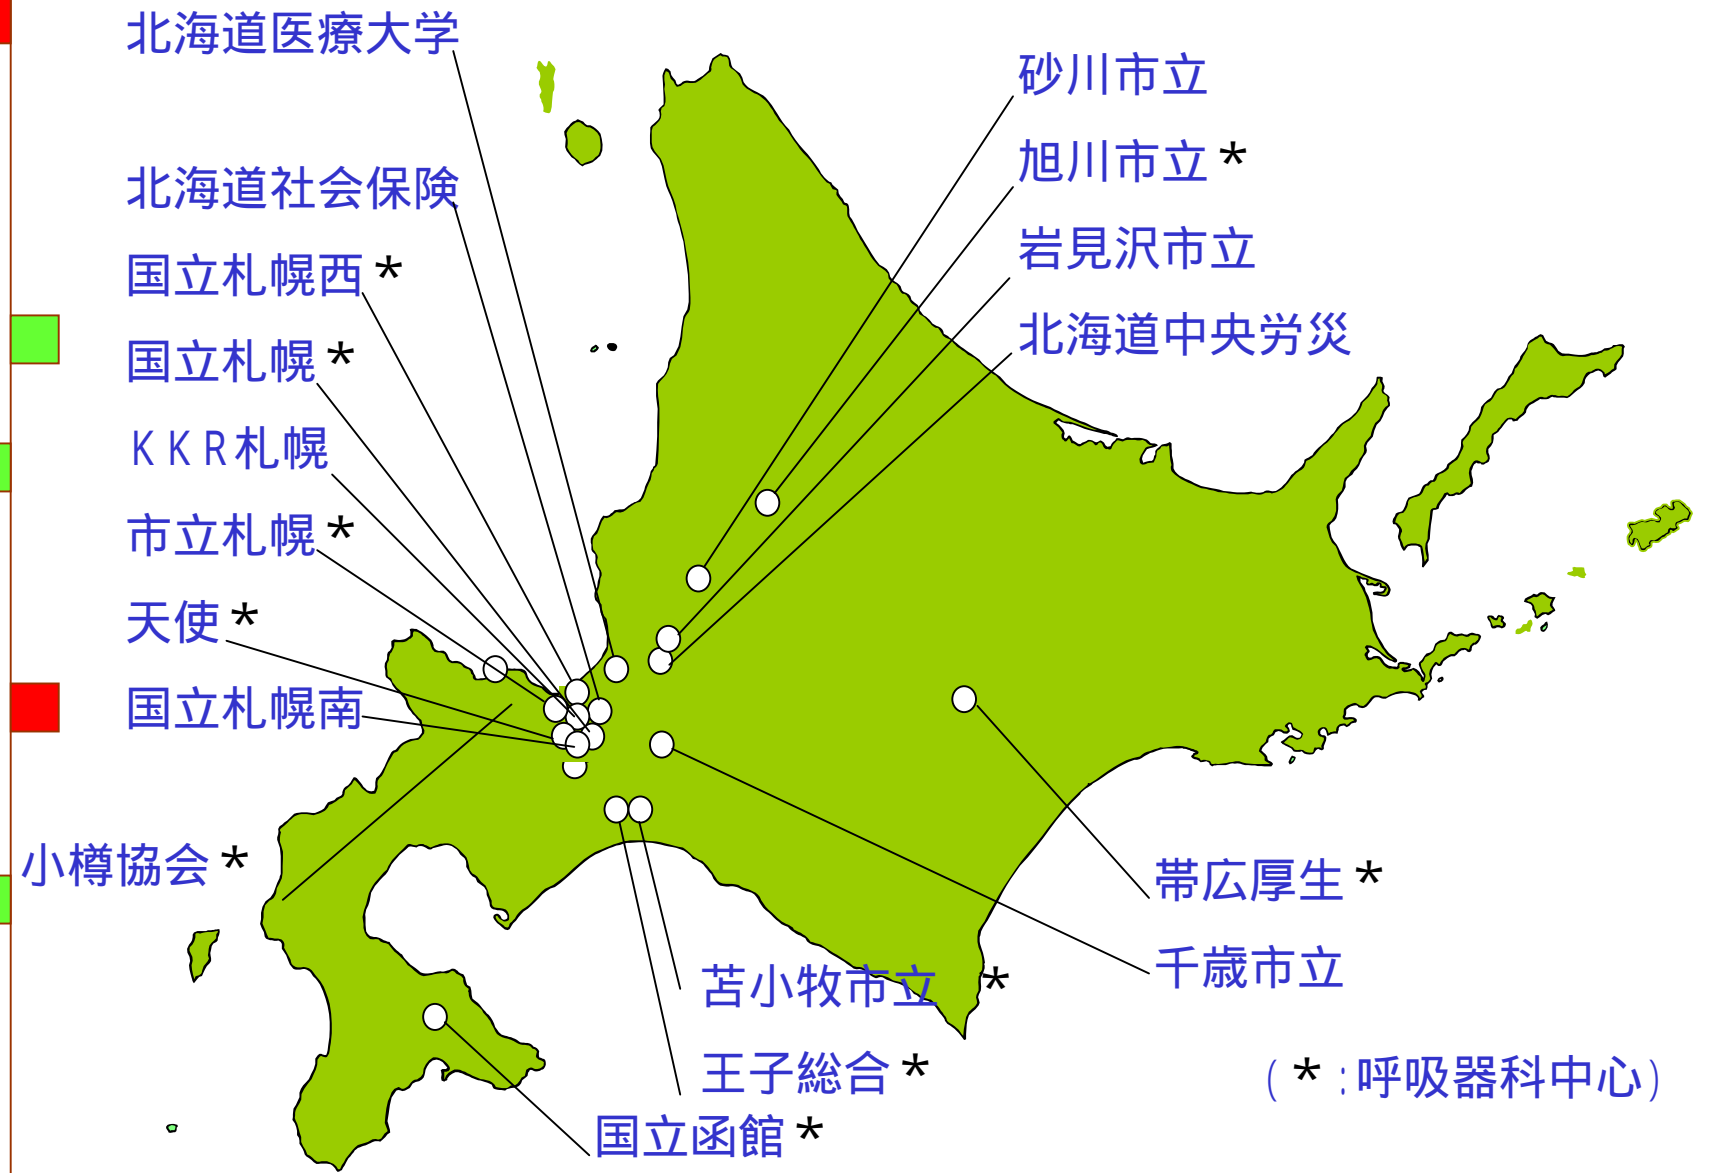 北海道医療大学
北海道社会保険
国立札幌西*
国立札幌*
KKR札幌
市立札幌*
天使*
国立札幌南
小樽協会*
砂川市立
旭川市立*
岩見沢市立
北海道中央労災
帯広厚生*
千歳市立
苫小牧市立 *
王子総合*
国立函館*
(*:呼吸器科中心)